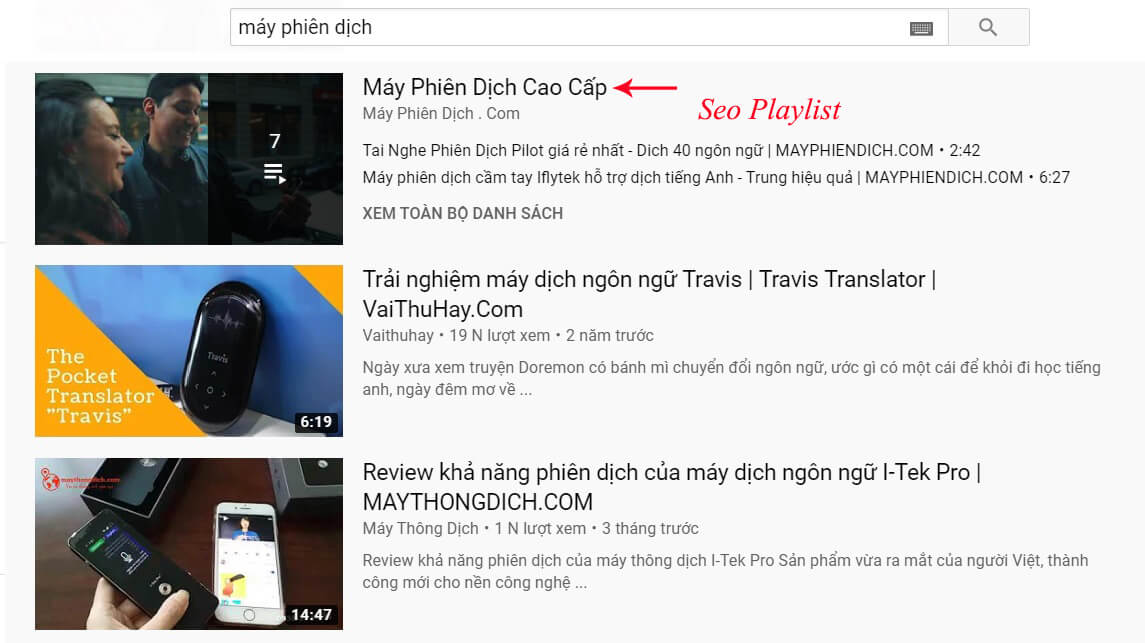 máy phiên dịch
Máy Phiên Dịch Cao Cấp
Seo Playlist
Máy Phiên Dịch . Com
7
Tai Nghe Phiên Dịch Pilot giá rẻ nhất - Dich 40 ngôn ngữ | MAYPHIENDICH.COM • 2:42
Máy phiên dịch cầm tay Iflytek hỗ trợ dịch tiếng Anh - Trung hiệu quả | MAYPHIENDICH.COM • 6:27
XEM TOÀN BỘ DANH SÁCH
The
Pocket
Translator
"Travis"
Travis
6:19
Trải nghiệm máy dịch ngôn ngữ Travis | Travis Translator |
VaiThuHay.Com
Vaithuhay • 19 N lượt xem • 2 năm trước
Ngày xưa xem truyện Doremon có bánh mì chuyển đổi ngôn ngữ, ước gì có một cái để khỏi đi học tiếng
anh, ngày đêm mơ về ...
maythongdich.com
14:47
Review khả năng phiên dịch của máy dịch ngôn ngữ I-Tek Pro |
MAYTHONGDICH.COM
Máy Thông Dịch • 1 N lượt xem • 3 tháng trước
Review khả năng phiên dịch của máy thông dịch I-Tek Pro Sản phẩm vừa ra mắt của người Việt, thành
công mới cho nền công nghệ ...